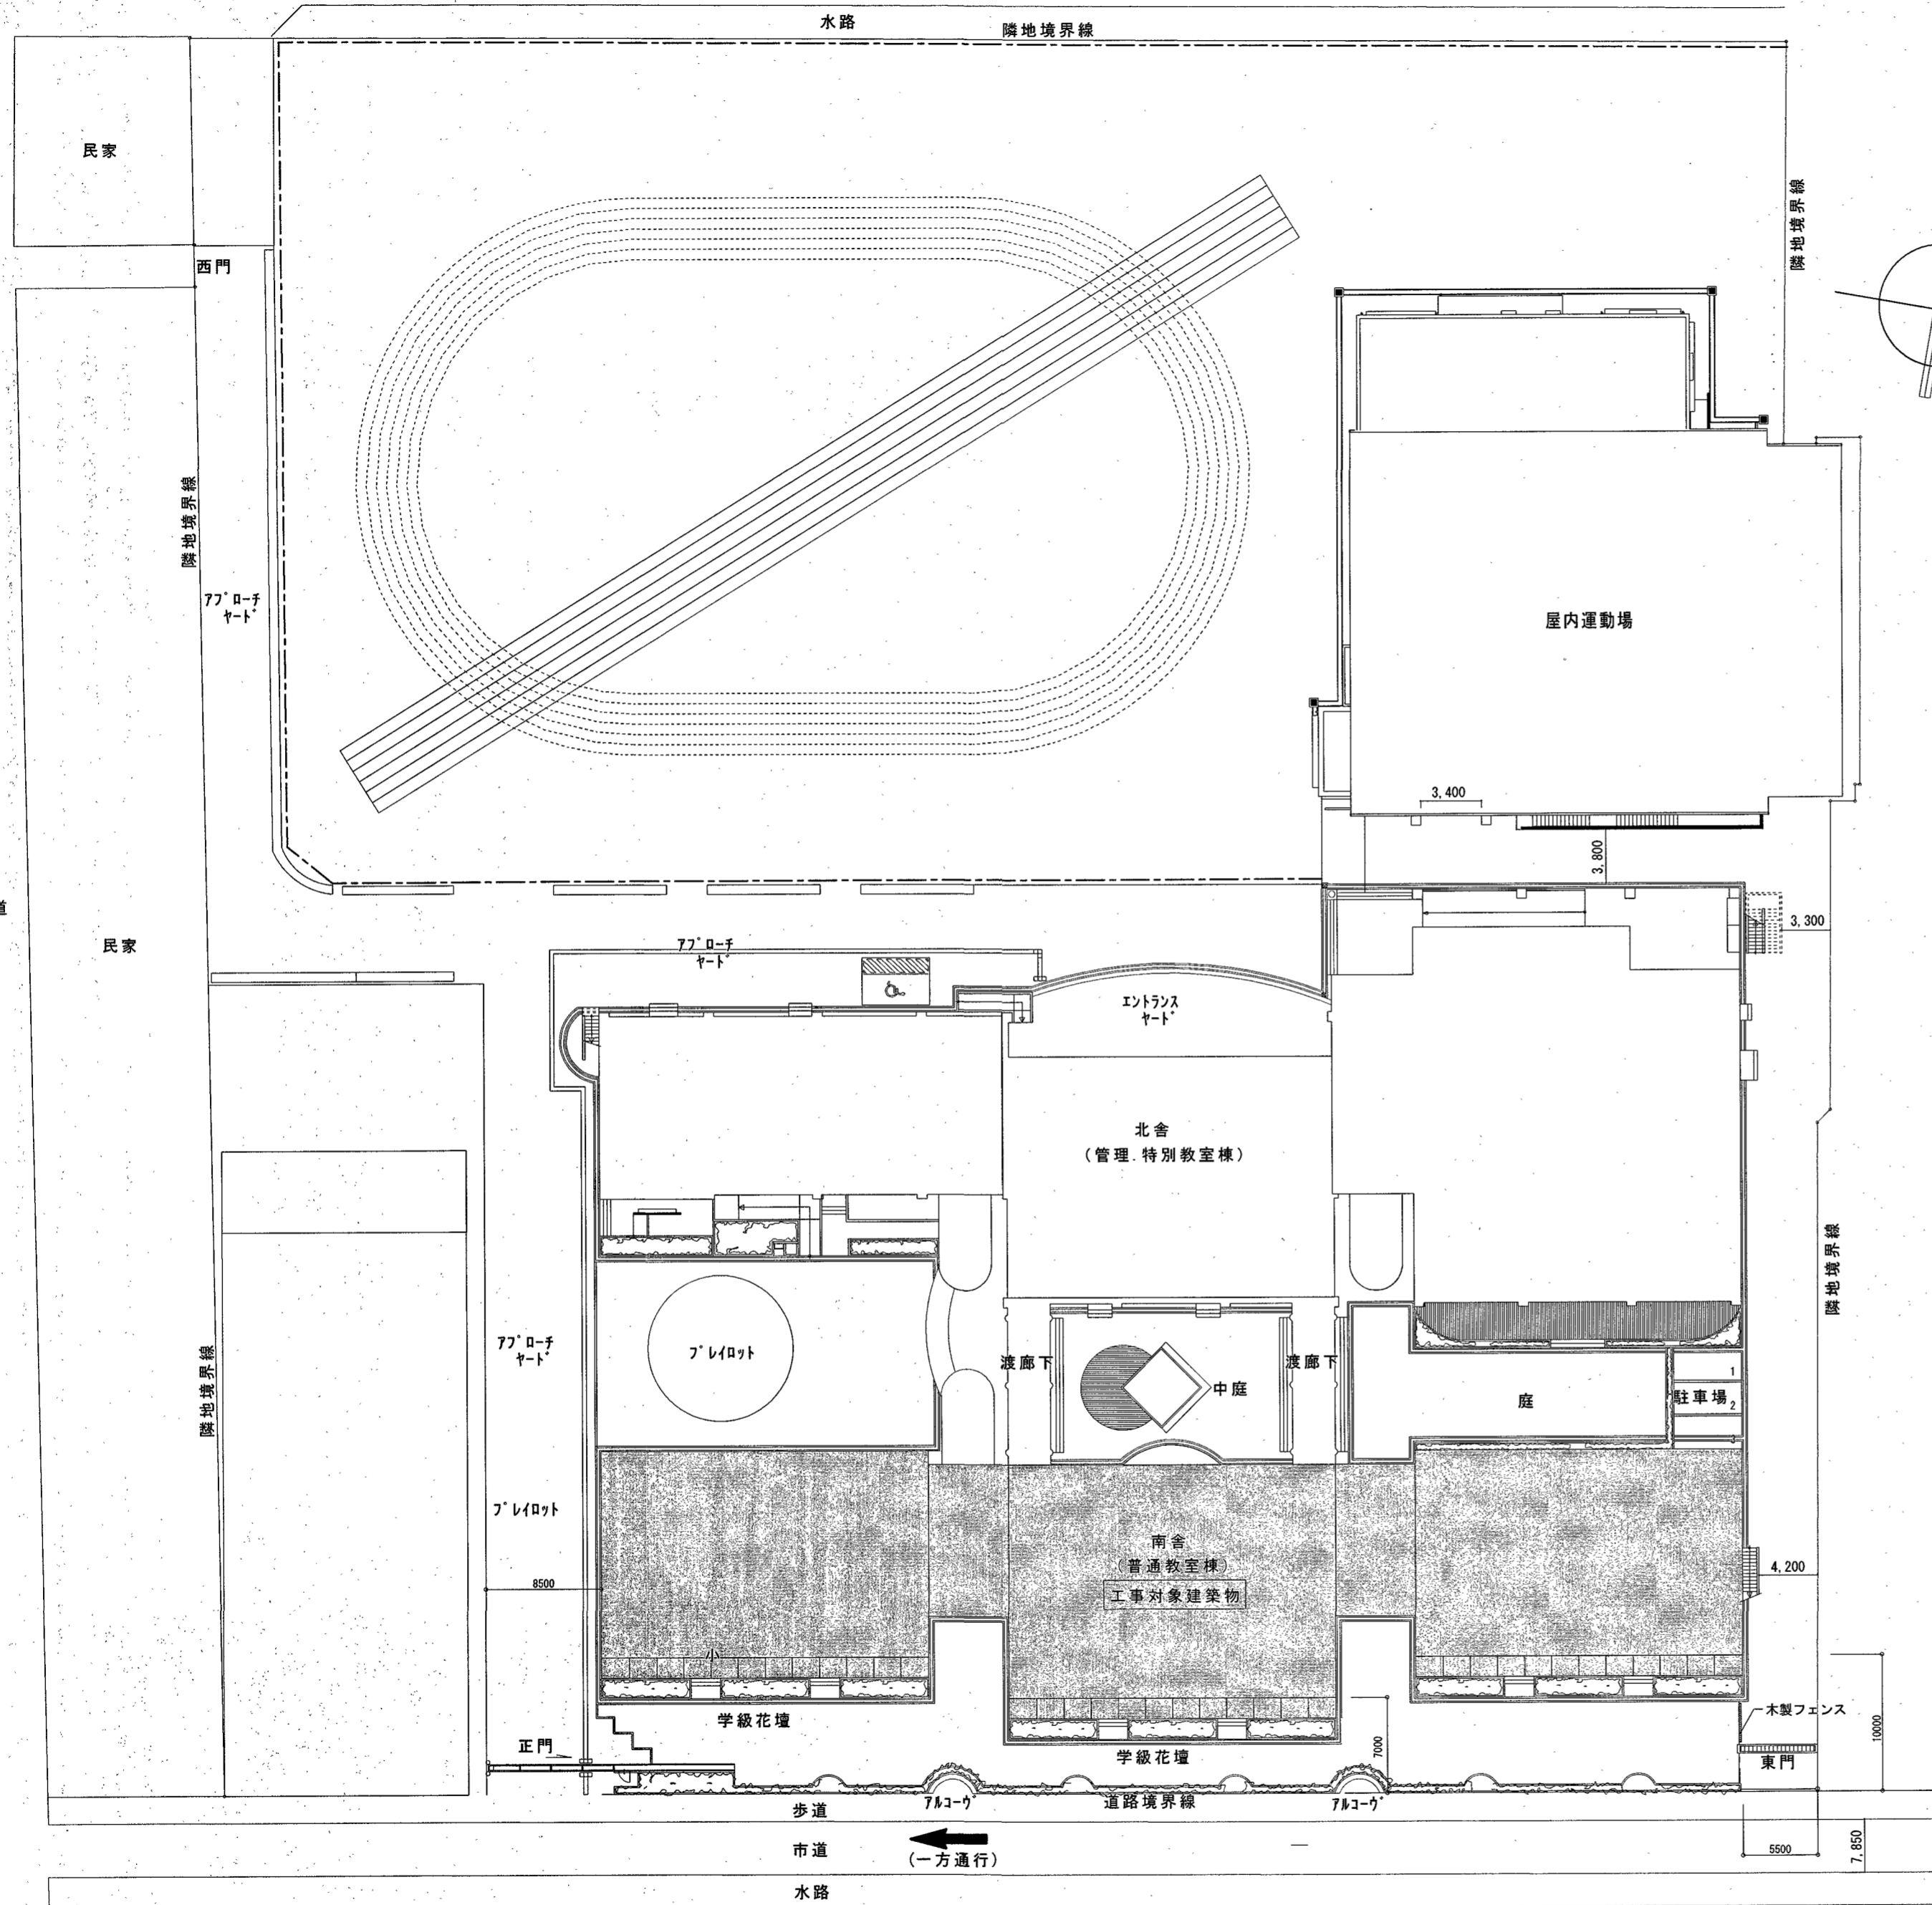 水路
隣地境界線
民家
西門
隣地境界線
隣地境界線
アプローチ
ヤード
屋内運動場
3,400
3,800
道
民家
3,300
アプローチ
ヤード
エントランス
ヤード
北舎
(管理.特別教室棟)
隣地境界線
隣地境界線
アプローチ
ヤード
プレイロット
渡廊下
中庭
渡廊下
庭
1
駐車場
2
プレイロット
8500
南舎
(普通教室棟)
工事対象建築物
4,200
小
学級花壇
正門
学級花壇
7000
木製フェンス
10000
東門
歩道
アルコーヴ
道路境界線
アルコーヴ
市道
(一方通行)
5500
7,850
水路